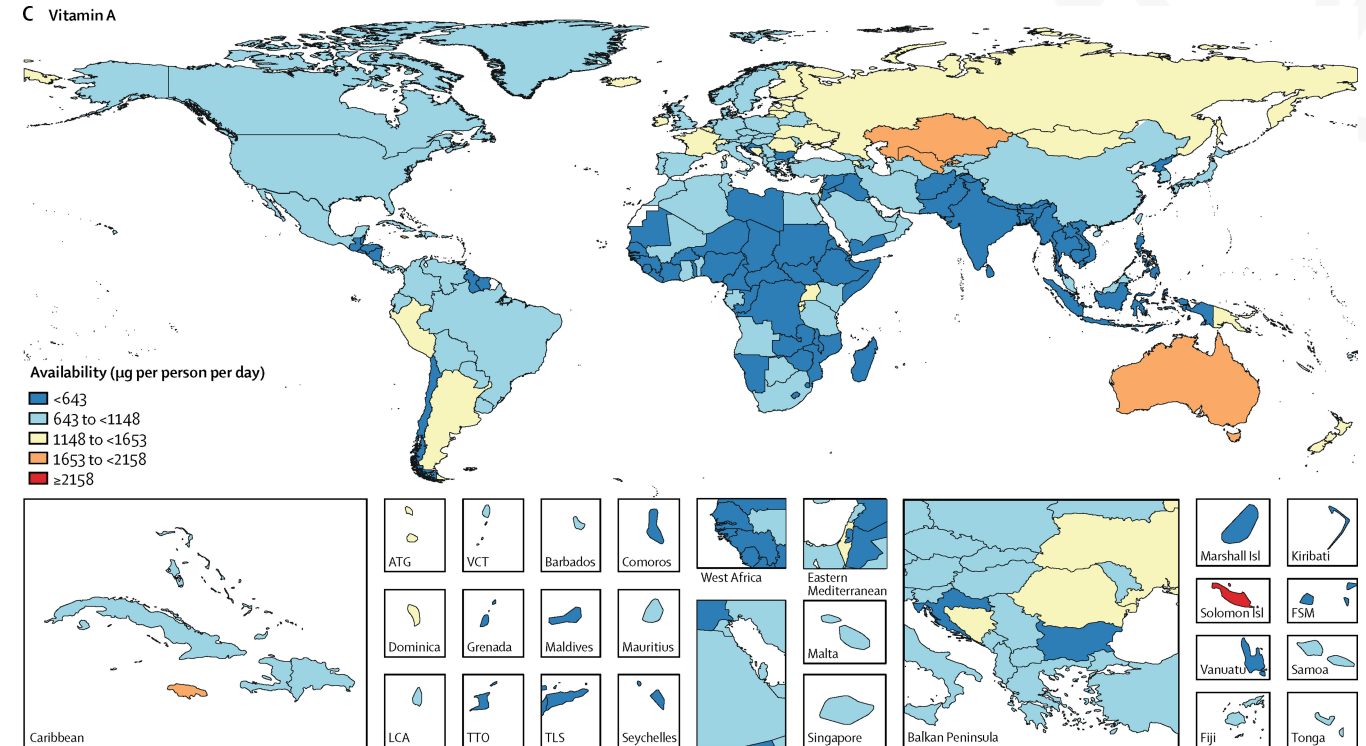 C Vitamin A
Availability (μg per person per day)
<643
643 to <1148
1148 to <1653
1653 to <2158
≥2158
Caribbean
ATG
VCT
Barbados
Comoros
West Africa
Eastern
Mediterranean
Dominica
Grenada
Maldives
Mauritius
Malta
LCA
TTO
TLS
Seychelles
Singapore
Balkan Peninsula
Marshall Isl
Kiribati
Solomon Isl
FSM
Vanuatu
Samoa
Fiji
Tonga